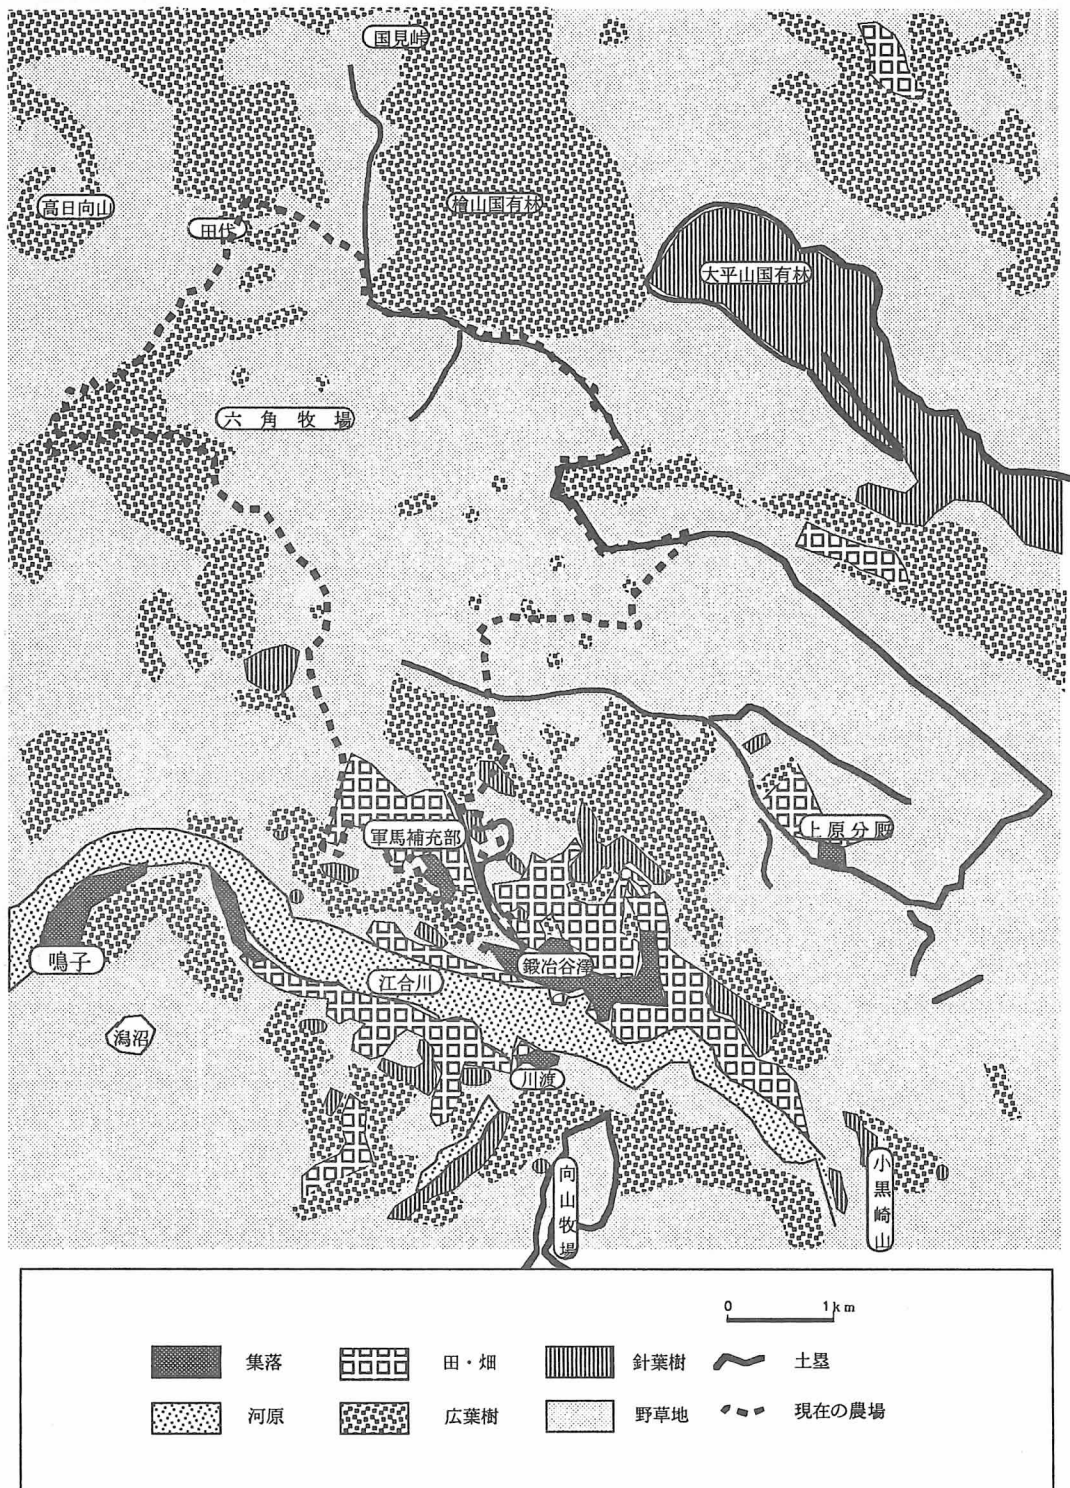 国見峠
高日向山
田代
檜山国有林
大平山国有林
六角牧場
軍馬補充部
上原分厩
鳴子
江合川
鍛冶谷澤
潟沼
川渡
向山牧場
小黒崎山
0 1km
集落 田・畑 針葉樹 土塁
河原 広葉樹 野草地 現在の農場